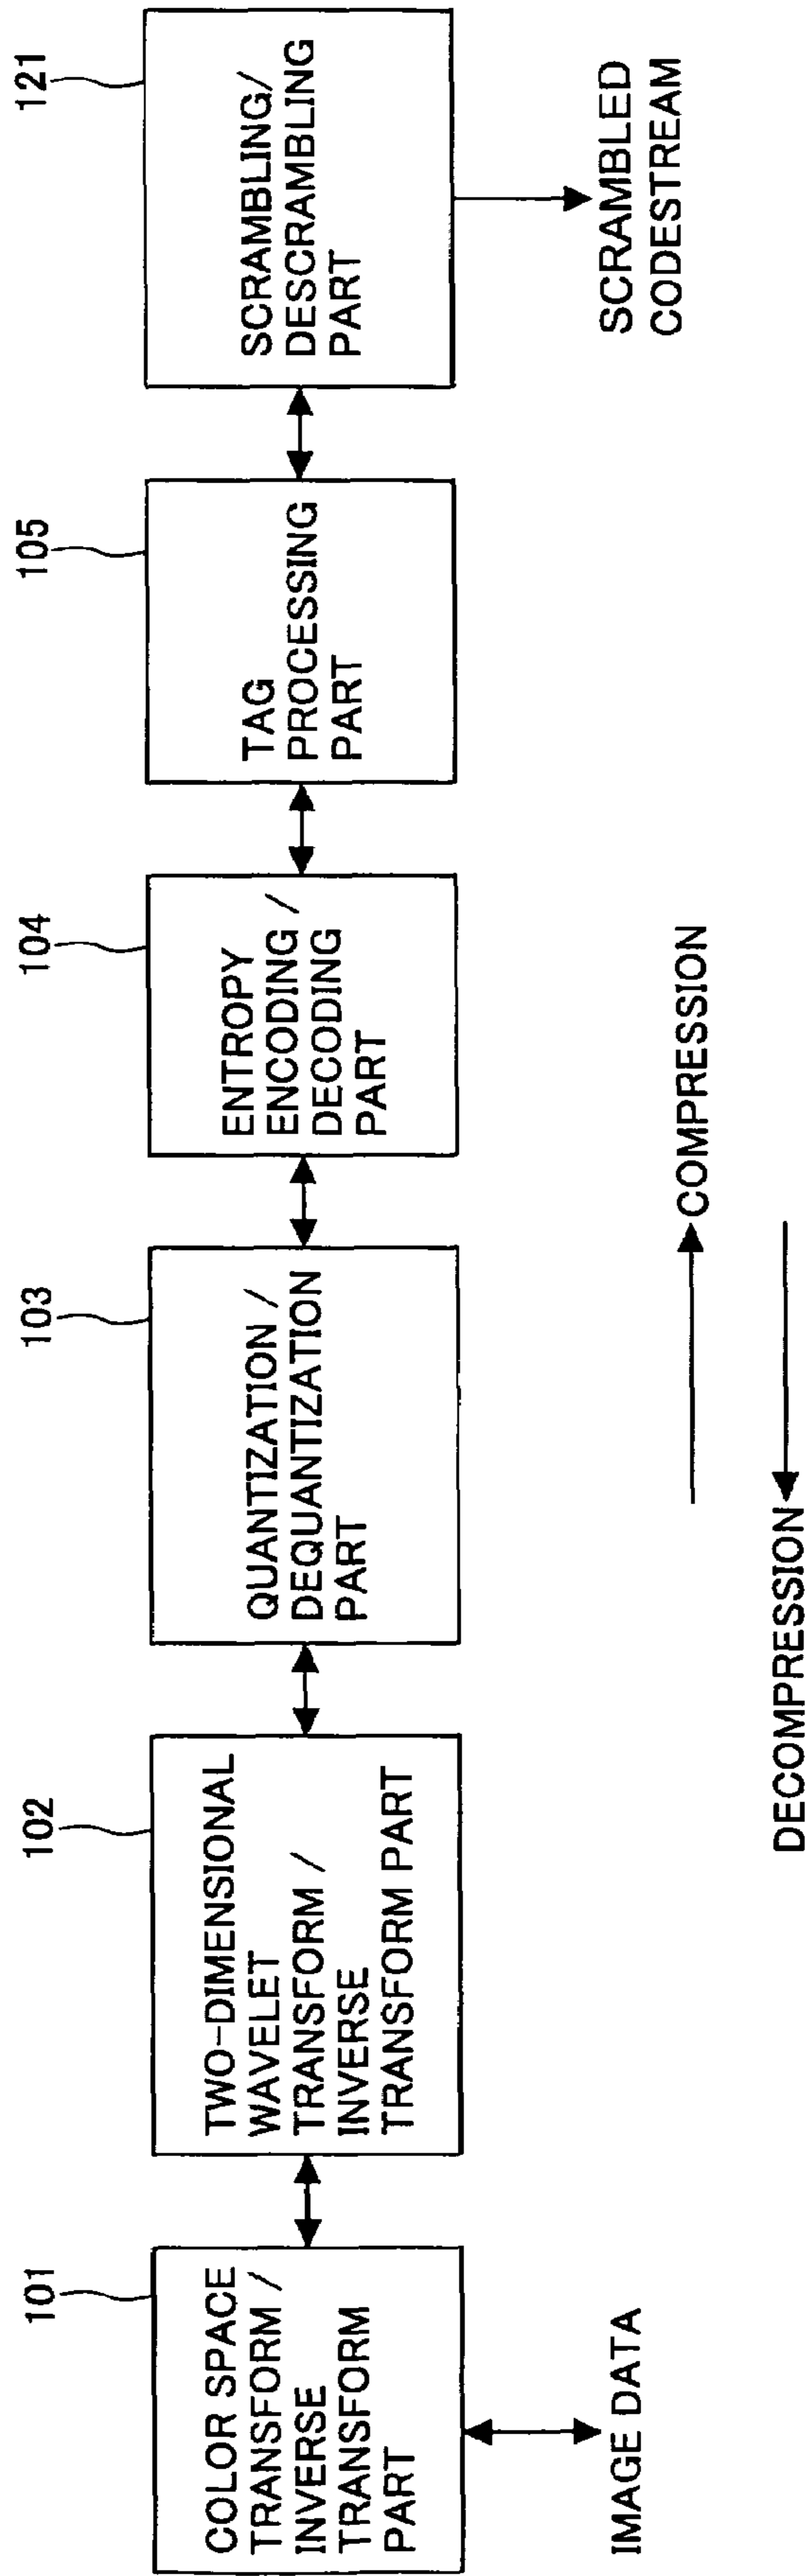 101
COLOR SPACE
TRANSFORM /
INVERSE
TRANSFORM
PART
IMAGE DATA
102
TWO-DIMENSIONAL
WAVELET
TRANSFORM /
INVERSE
TRANSFORM PART
103
QUANTIZATION /
DEQUANTIZATION
PART
104
ENTROPY
ENCODING /
DECODING
PART
105
TAG
PROCESSING
PART
121
SCRAMBLING/
DESCRAMBLING
PART
SCRAMBLED
CODESTREAM
COMPRESSION
DECOMPRESSION